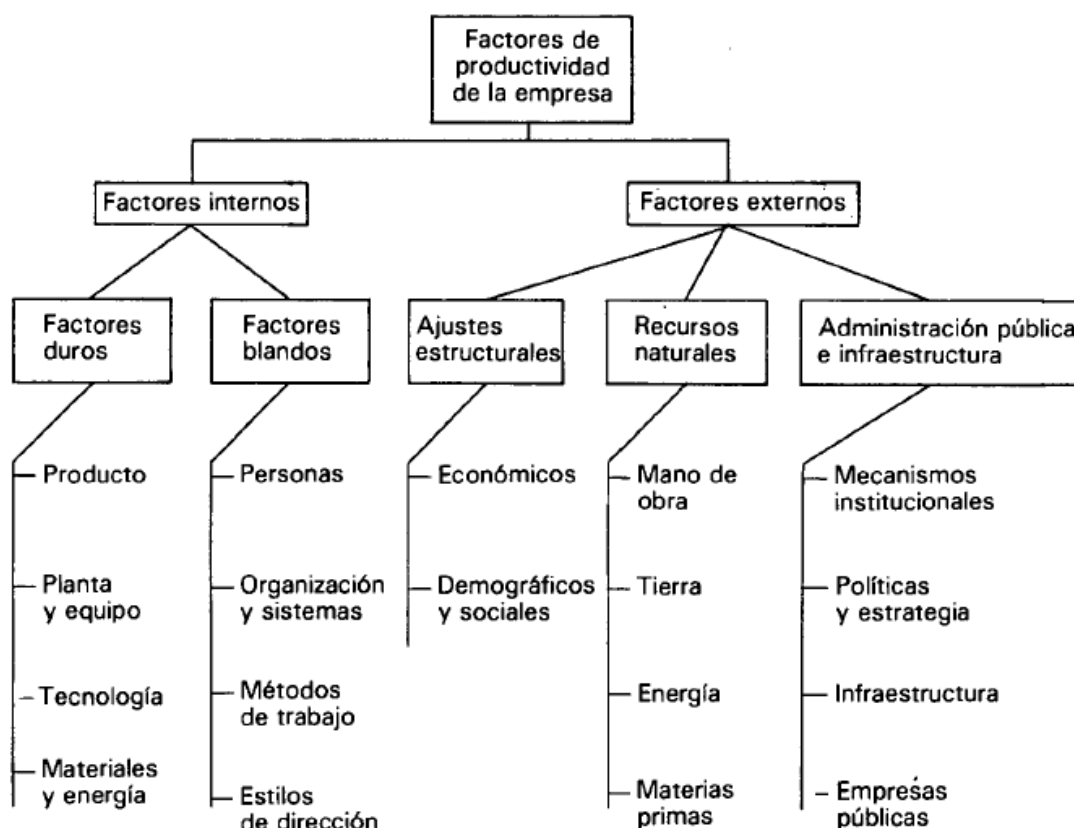 Factores de
productividad
de la empresa
Factores internos
Factores externos
Factores
duros
Factores
blandos
Ajustes
estructurales
Recursos
naturales
Administración pública
e infraestructura
Producto
Planta
y equipo
Tecnología
Materiales
y energía
Personas
Organización
y sistemas
Métodos
de trabajo
Estilos
de dirección
Económicos
Demográficos
y sociales
Mano de
obra
Tierra
Energía
Materias
primas
Mecanismos
institucionales
Políticas
y estrategia
Infraestructura
Empresas
públicas